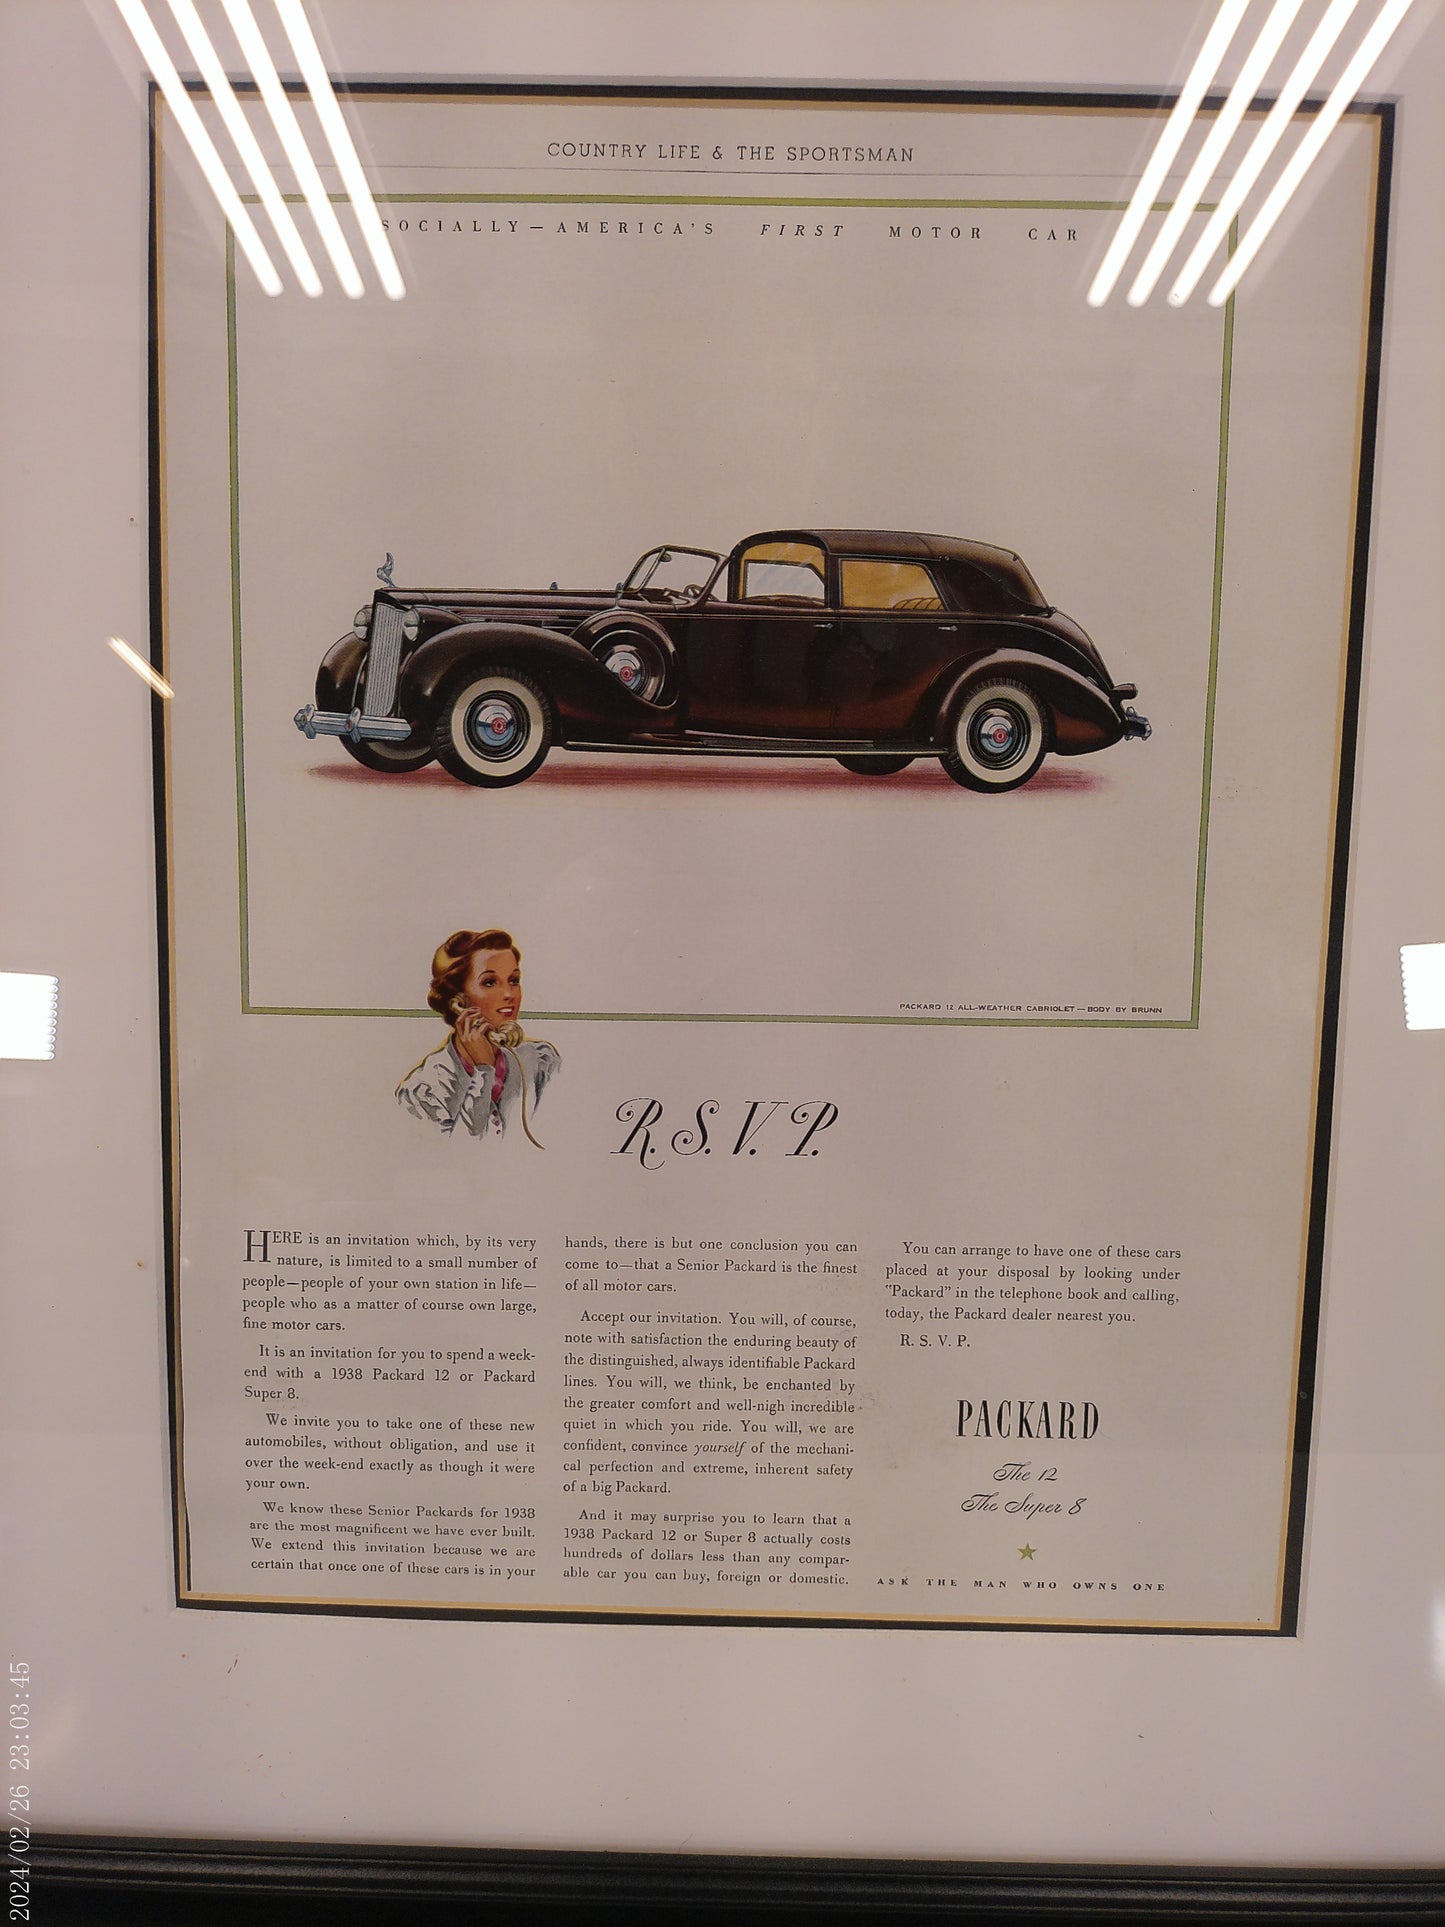 COUNTRY LIFE & THE SPORTSMAN
SOCIALLY—AMERICA'S FIRST MOTOR CAR
PACKARD 12 ALL-WEATHER CABRIOLET—BODY BY BRUNN
R.S.V.P.
HERE is an invitation which, by its very
nature, is limited to a small number of
people—people of your own station in life—
people who as a matter of course own large,
fine motor cars.
It is an invitation for you to spend a week-
end with a 1938 Packard 12 or Packard
Super 8.
We invite you to take one of these new
automobiles, without obligation, and use it
over the week-end exactly as though it were
your own.
We know these Senior Packards for 1938
are the most magnificent we have ever built.
We extend this invitation because we are
certain that once one of these cars is in your
hands, there is but one conclusion you can
come to—that a Senior Packard is the finest
of all motor cars.
Accept our invitation. You will, of course,
note with satisfaction the enduring beauty of
the distinguished, always identifiable Packard
lines. You will, we think, be enchanted by
the greater comfort and well-nigh incredible
quiet in which you ride. You will, we are
confident, convince yourself of the mechani-
cal perfection and extreme, inherent safety
of a big Packard.
And it may surprise you to learn that a
1938 Packard 12 or Super 8 actually costs
hundreds of dollars less than any compar-
able car you can buy, foreign or domestic.
You can arrange to have one of these cars
placed at your disposal by looking under
"Packard" in the telephone book and calling,
today, the Packard dealer nearest you.
R. S. V. P.
PACKARD
The 12
The Super 8
ASK THE MAN WHO OWNS ONE
2024/02/26 23:03:45